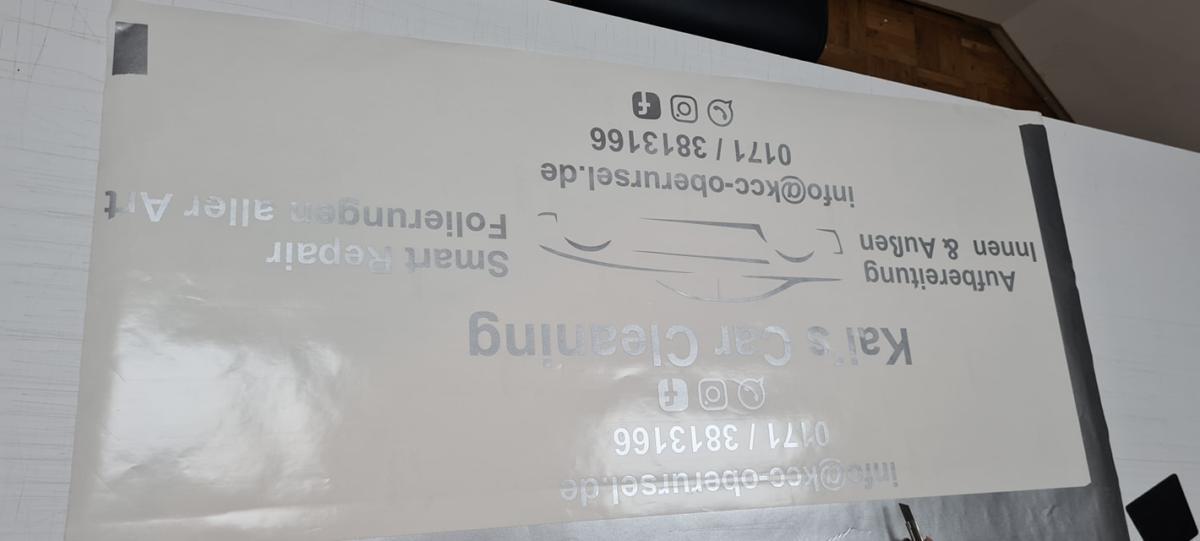 info@kcc-oberursel.de
0171 / 3813166
Kai's Car Cleaning
Aufbereitung
Innen & Außen
Smart Repair
Folierungen aller Art
info@kcc-oberursel.de
0171 / 3813166